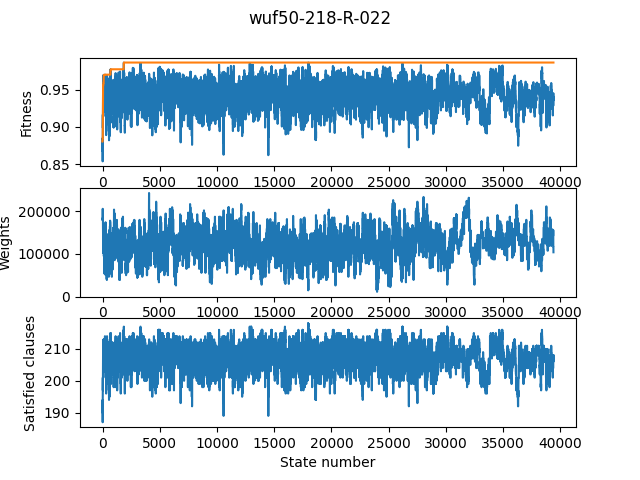 wuf50-218-R-022
Fitness
0.95
0.90
0.85
0 5000 10000 15000 20000 25000 30000 35000 40000
Weights
200000
100000
0
0 5000 10000 15000 20000 25000 30000 35000 40000
Satisfied clauses
210
200
190
0 5000 10000 15000 20000 25000 30000 35000 40000
State number